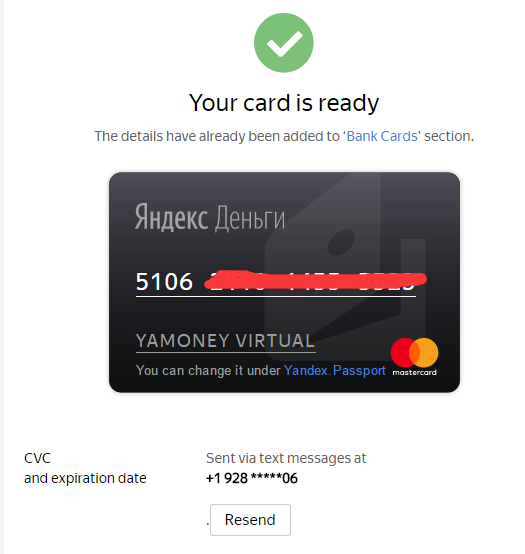 Your card is ready
The details have already been added to ‘Bank Cards’ section.
Яндекс Деньги
5106
YAMONEY VIRTUAL
You can change it under Yandex.Passport
mastercard
CVC
and expiration date
Sent via text messages at
+1 928 *****06
.Resend